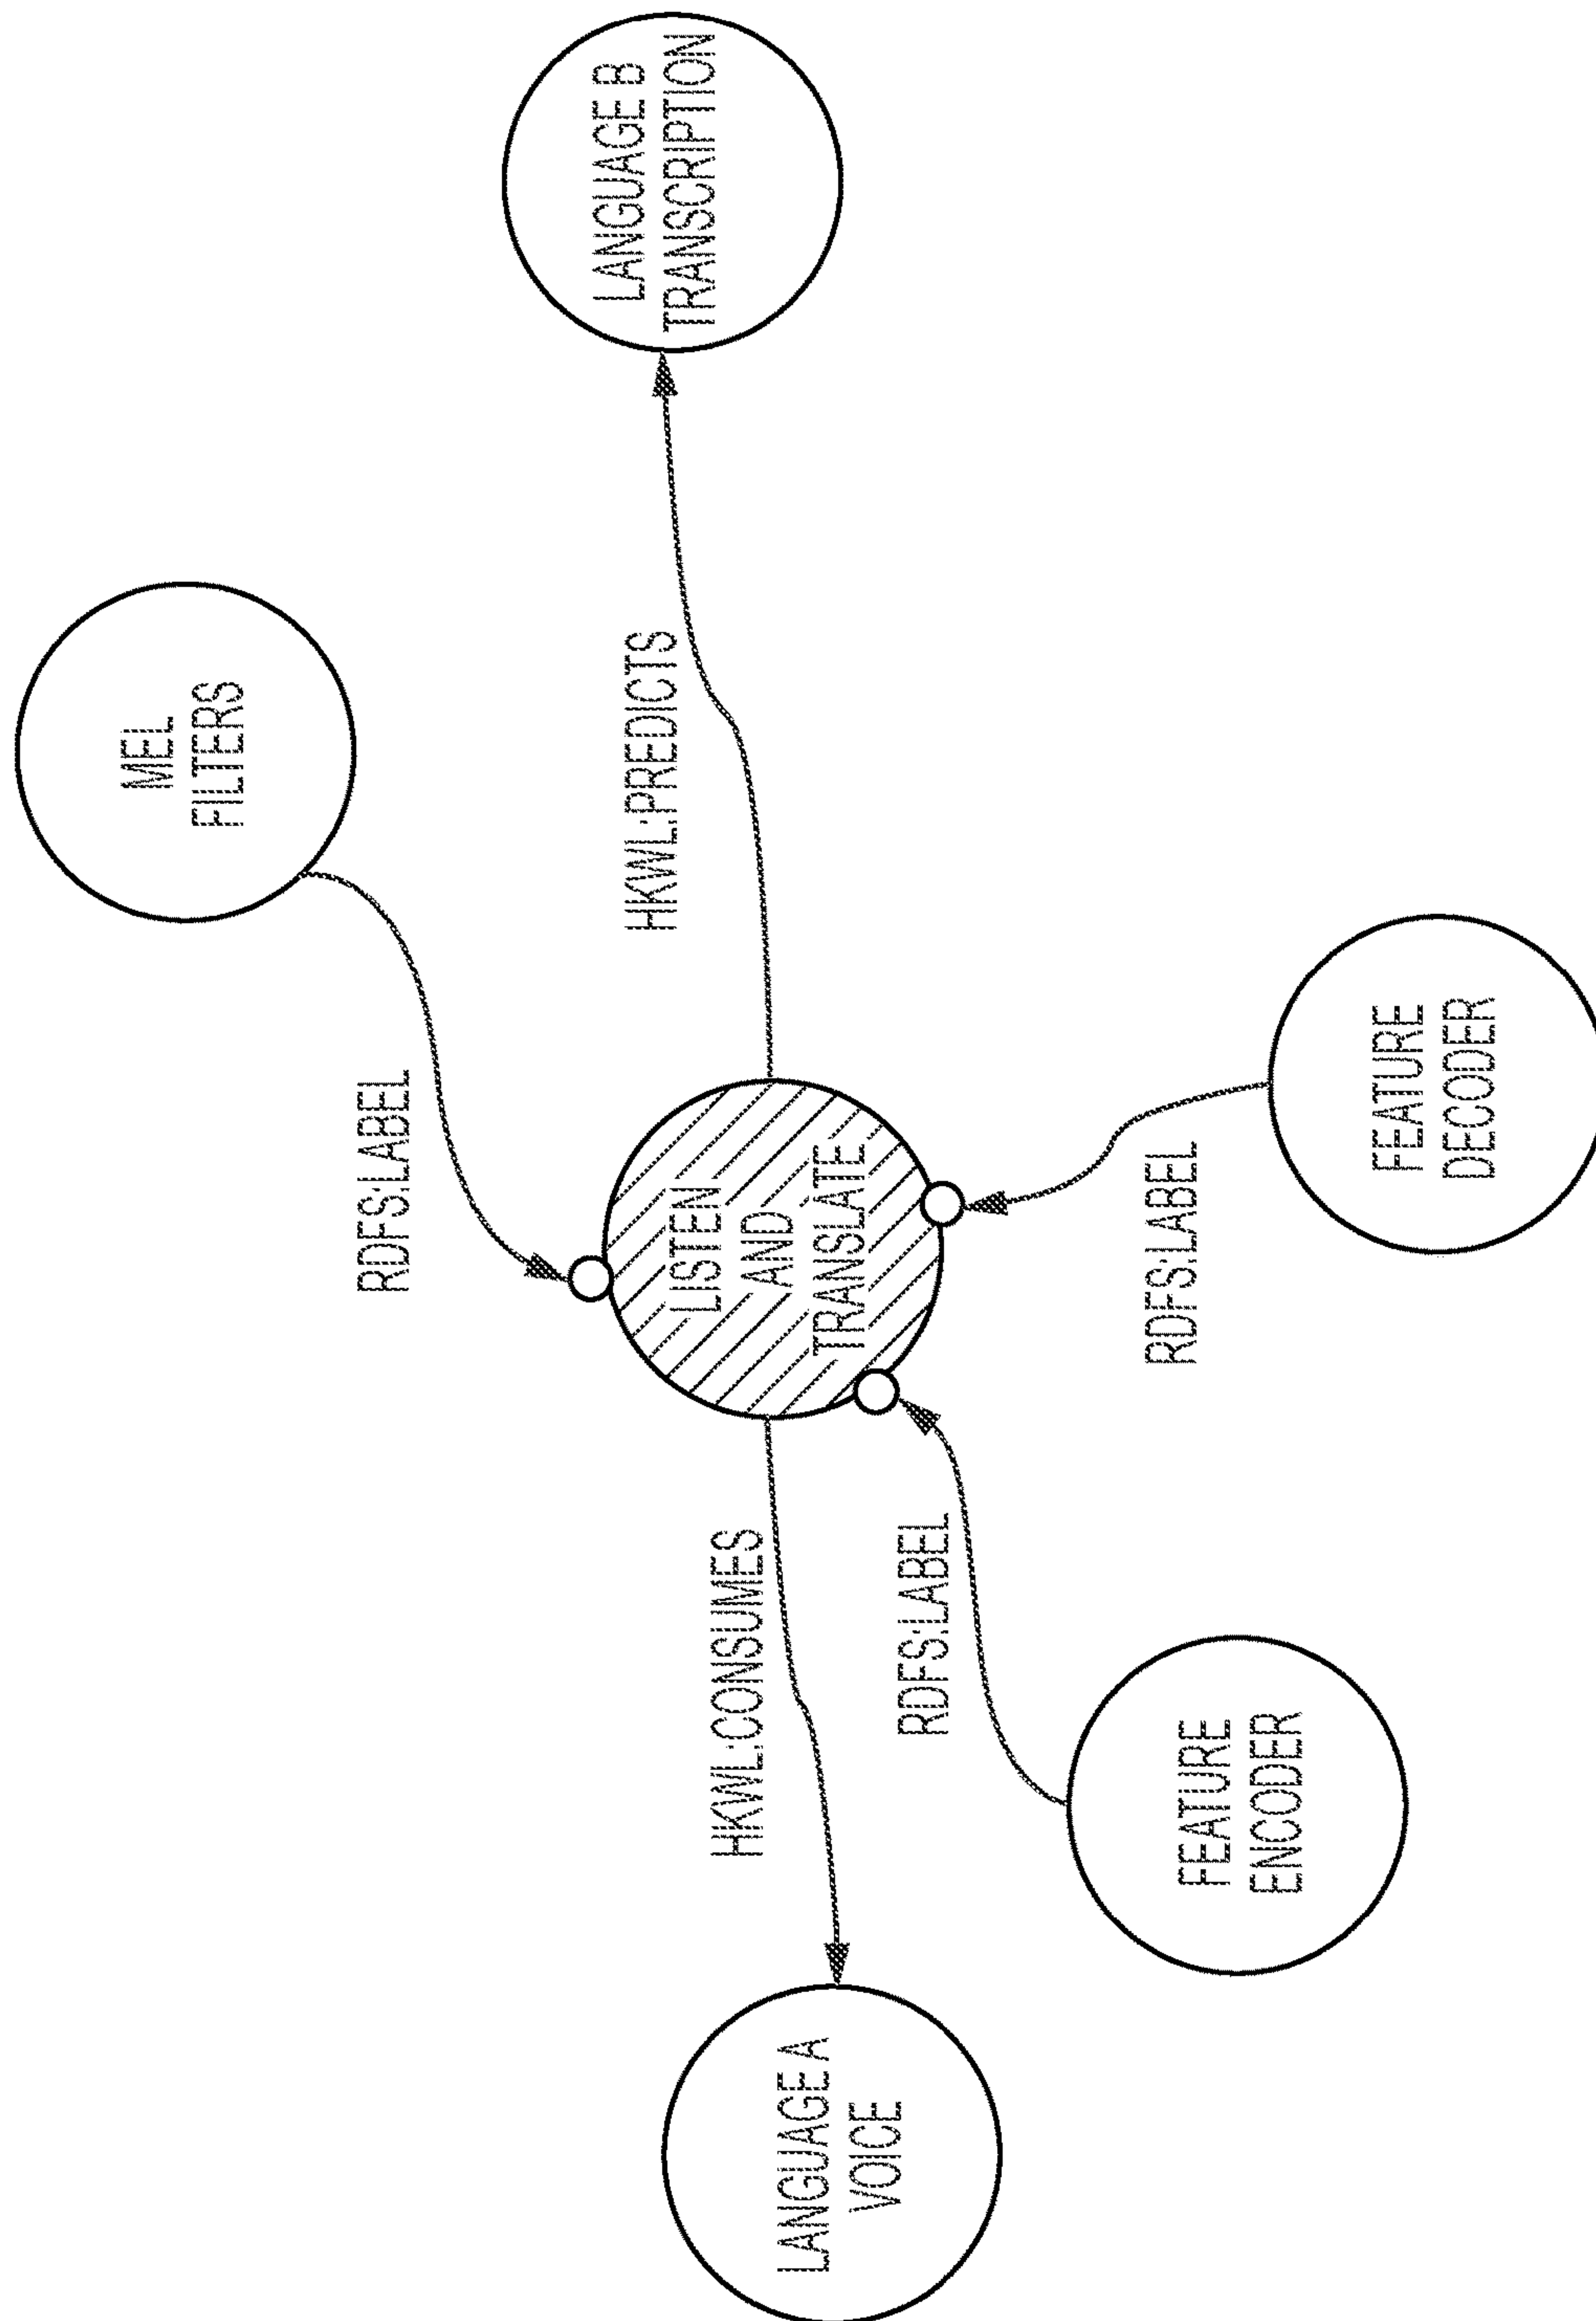 MEL
FILTERS
RDFS:LABEL
HKWL:PREDICTS
LANGUAGE B
TRANSCRIPTION
LISTEN
AND
TRANSLATE
HKWL:CONSUMES
LANGUAGE A
VOICE
RDFS:LABEL
RDFS:LABEL
FEATURE
ENCODER
FEATURE
DECODER